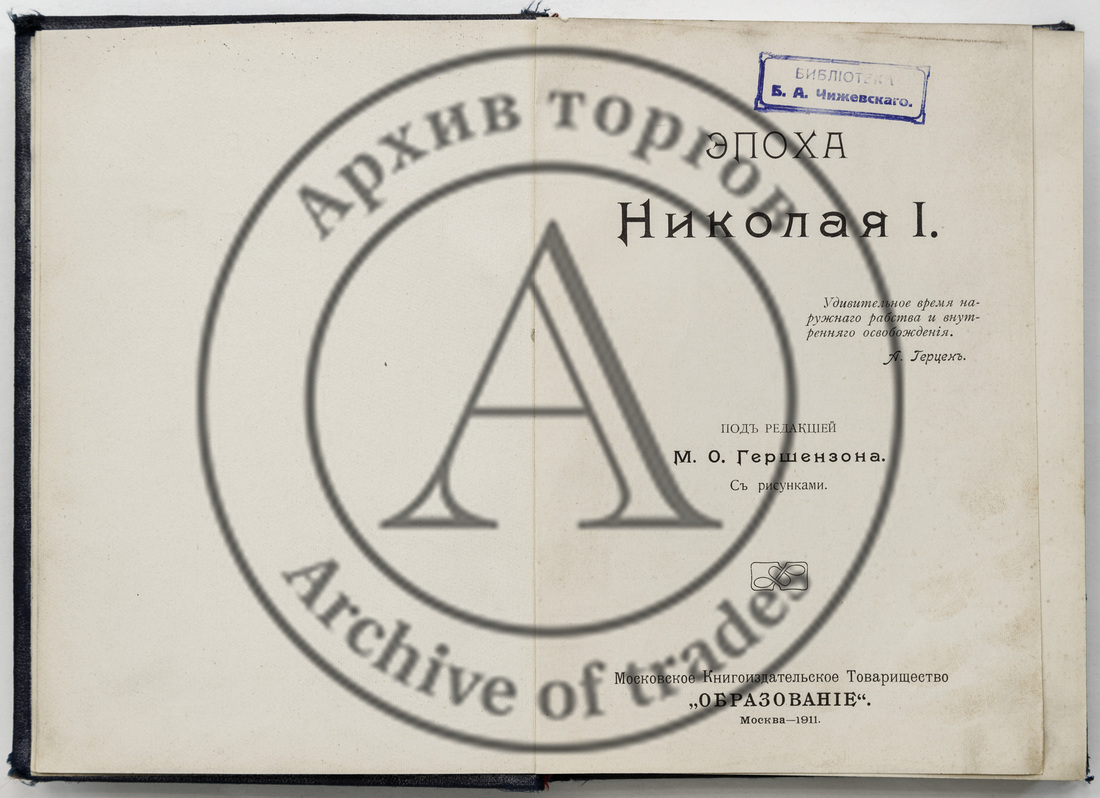 Архив торгов
БИБЛИОТЕКА
Б. А. Чижевскаго.
ЭПОХА
Николая I.
Удивительное время на-
ружнаго рабства и внут-
ренняго освобожденія.
А. Герценъ.
ПОДЪ РЕДАКЦІЕЙ
М. О. Гершензона.
Съ рисунками.
Московское Книгоиздательское Товарищество
„ОБРАЗОВАНІЕ“.
Москва—1911.
Archive of trades